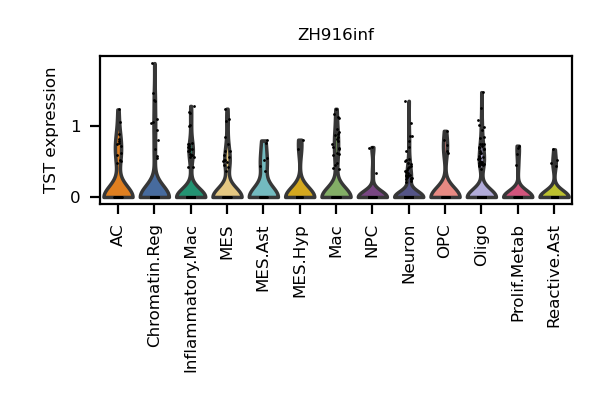 ZH916inf
TST expression
1
0
AC
Chromatin.Reg
Inflammatory.Mac
MES
MES.Ast
MES.Hyp
Mac
NPC
Neuron
OPC
Oligo
Prolif.Metab
Reactive.Ast